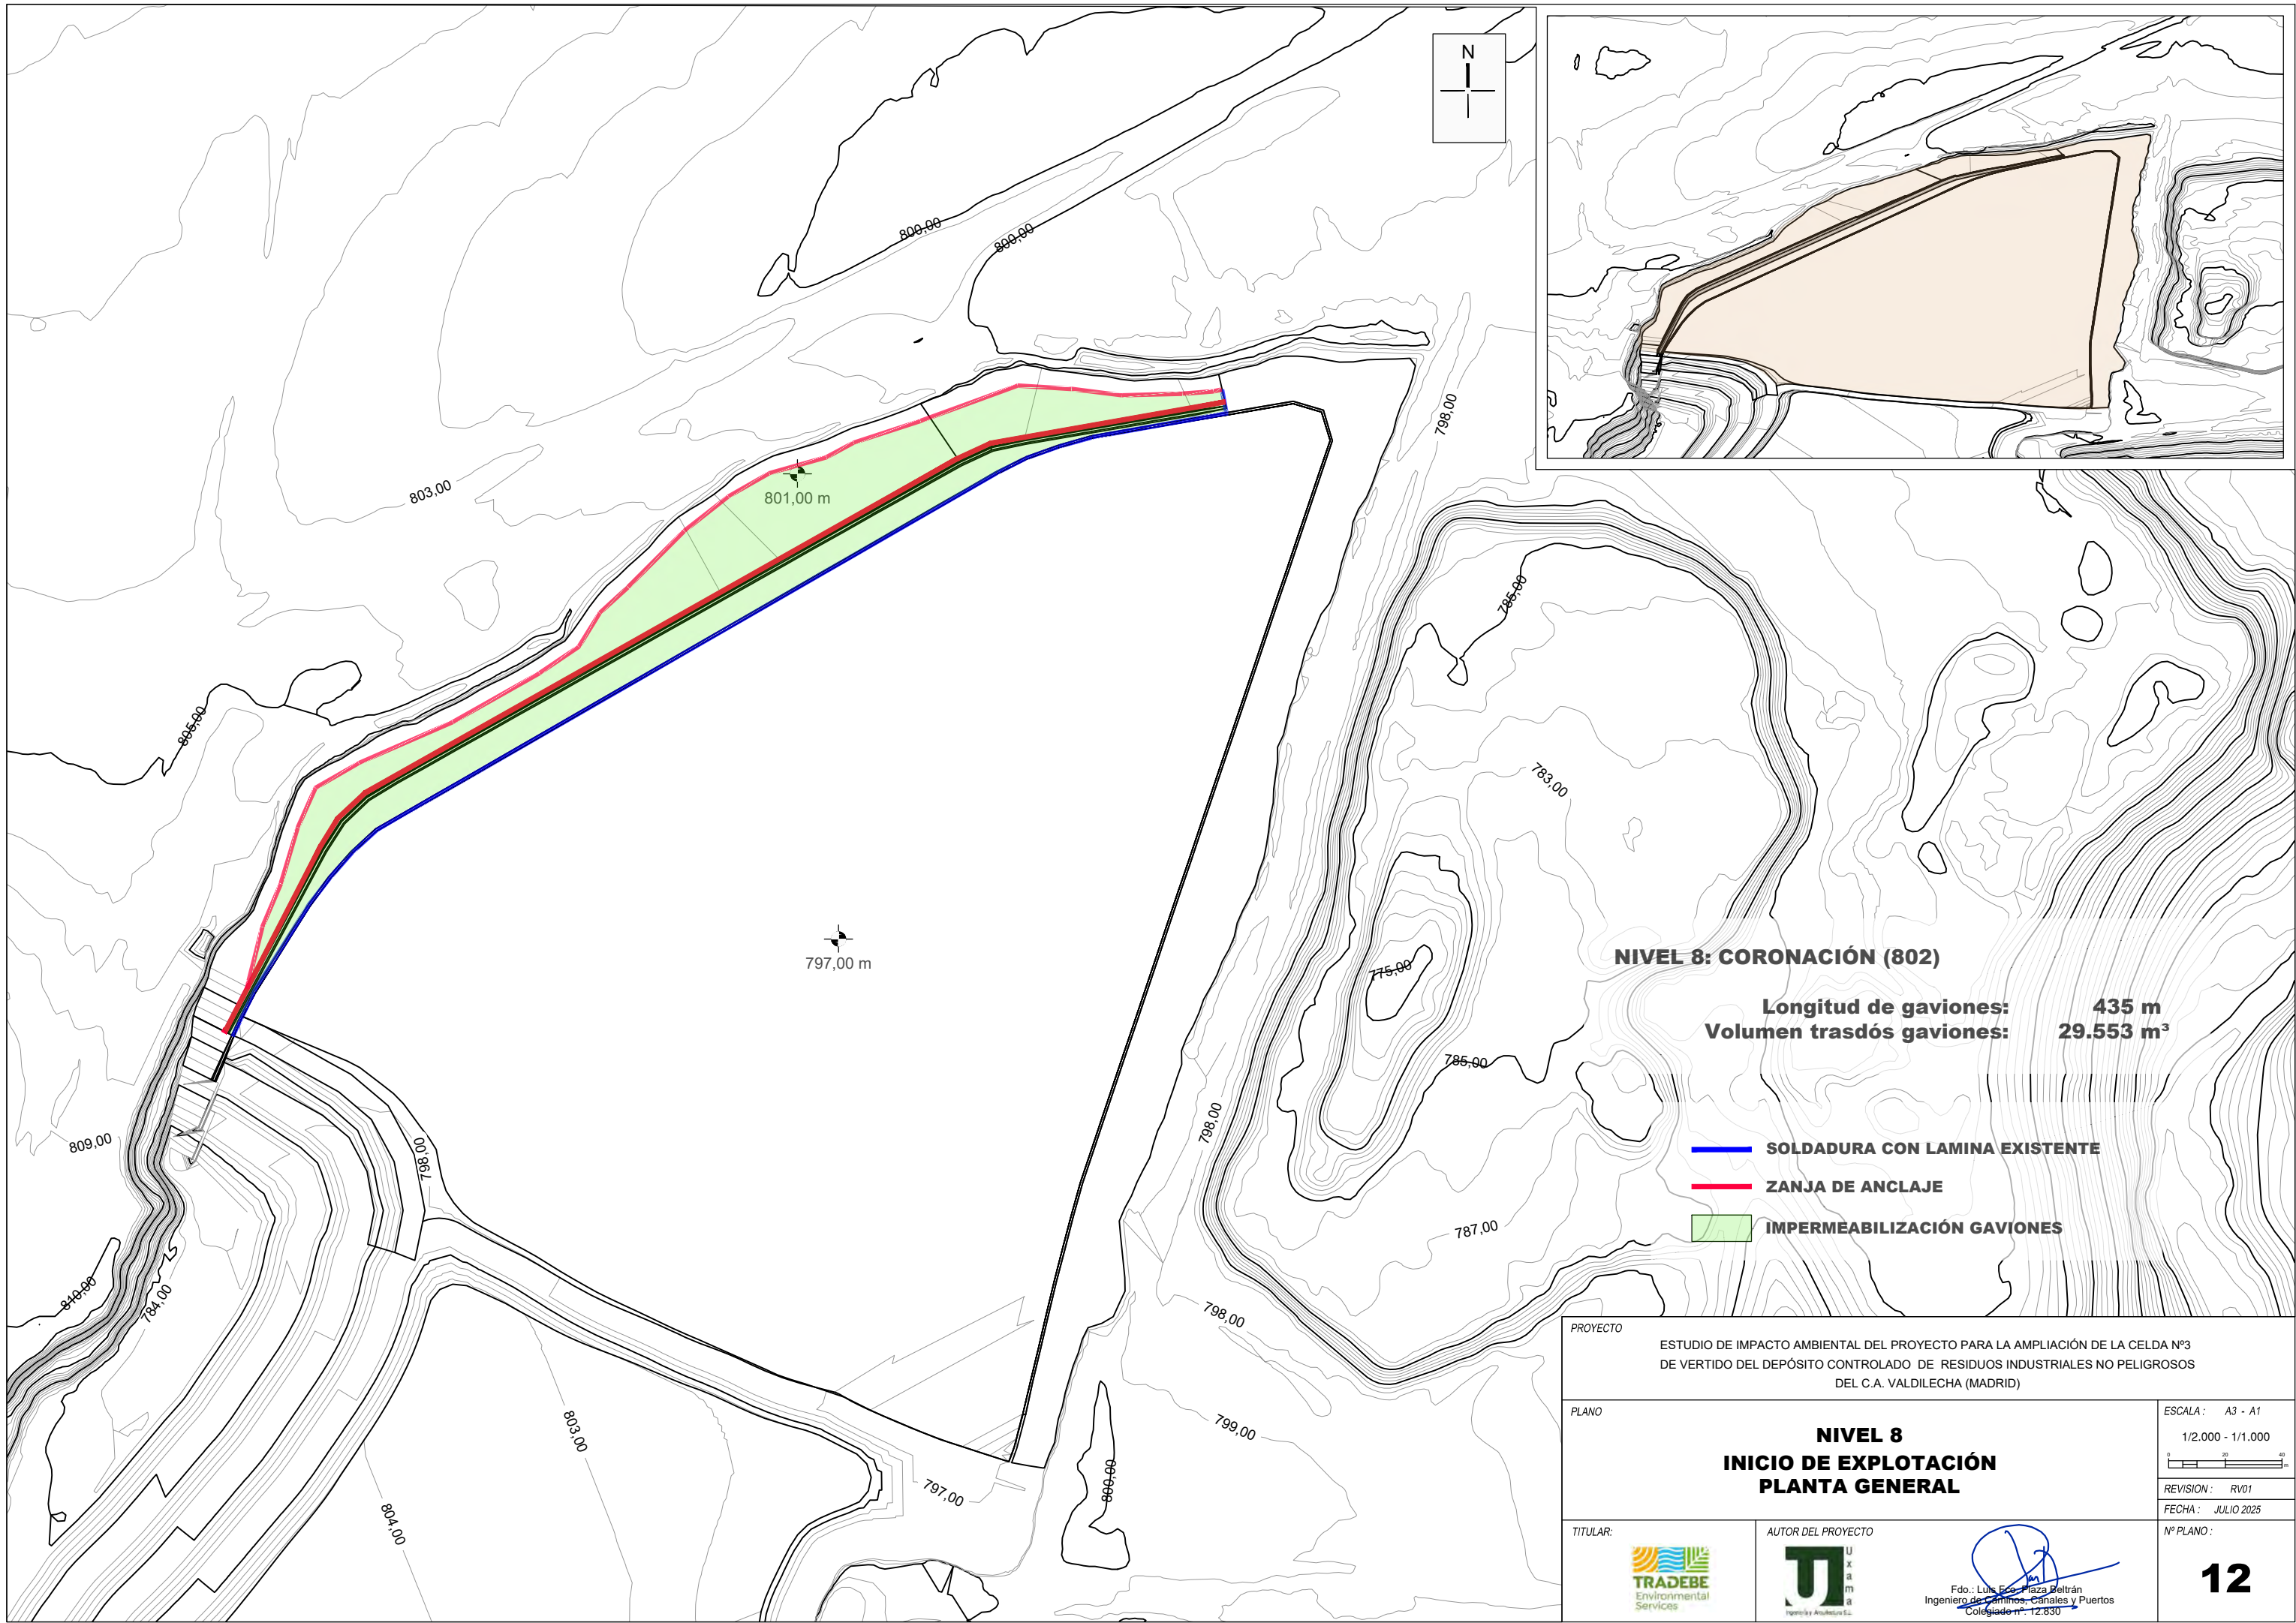 N
800,00
800,00
798,00
803,00
801,00 m
785,00
805,00
783,00
797,00 m
775,00
NIVEL 8: CORONACIÓN (802)
Longitud de gaviones: 435 m
Volumen trasdós gaviones: 29.553 m³
785,00
798,00
809,00
798,00
SOLDADURA CON LAMINA EXISTENTE
ZANJA DE ANCLAJE
IMPERMEABILIZACIÓN GAVIONES
787,00
810,00
784,00
798,00
803,00
799,00
797,00
800,00
804,00
PROYECTO
ESTUDIO DE IMPACTO AMBIENTAL DEL PROYECTO PARA LA AMPLIACIÓN DE LA CELDA Nº3
DE VERTIDO DEL DEPÓSITO CONTROLADO DE RESIDUOS INDUSTRIALES NO PELIGROSOS
DEL C.A. VALDILECHA (MADRID)
PLANO
NIVEL 8
INICIO DE EXPLOTACIÓN
PLANTA GENERAL
ESCALA : A3 - A1
1/2.000 - 1/1.000
0 20 40
m
REVISION : RV01
FECHA : JULIO 2025
Nº PLANO :
12
TITULAR:
TRADEBE
Environmental
Services
AUTOR DEL PROYECTO
Uxama
Ingeniería y Arquitectura S.L.
Fdo.: Luis Fco. Plaza Beltrán
Ingeniero de Caminos, Canales y Puertos
Colegiado nº: 12.830